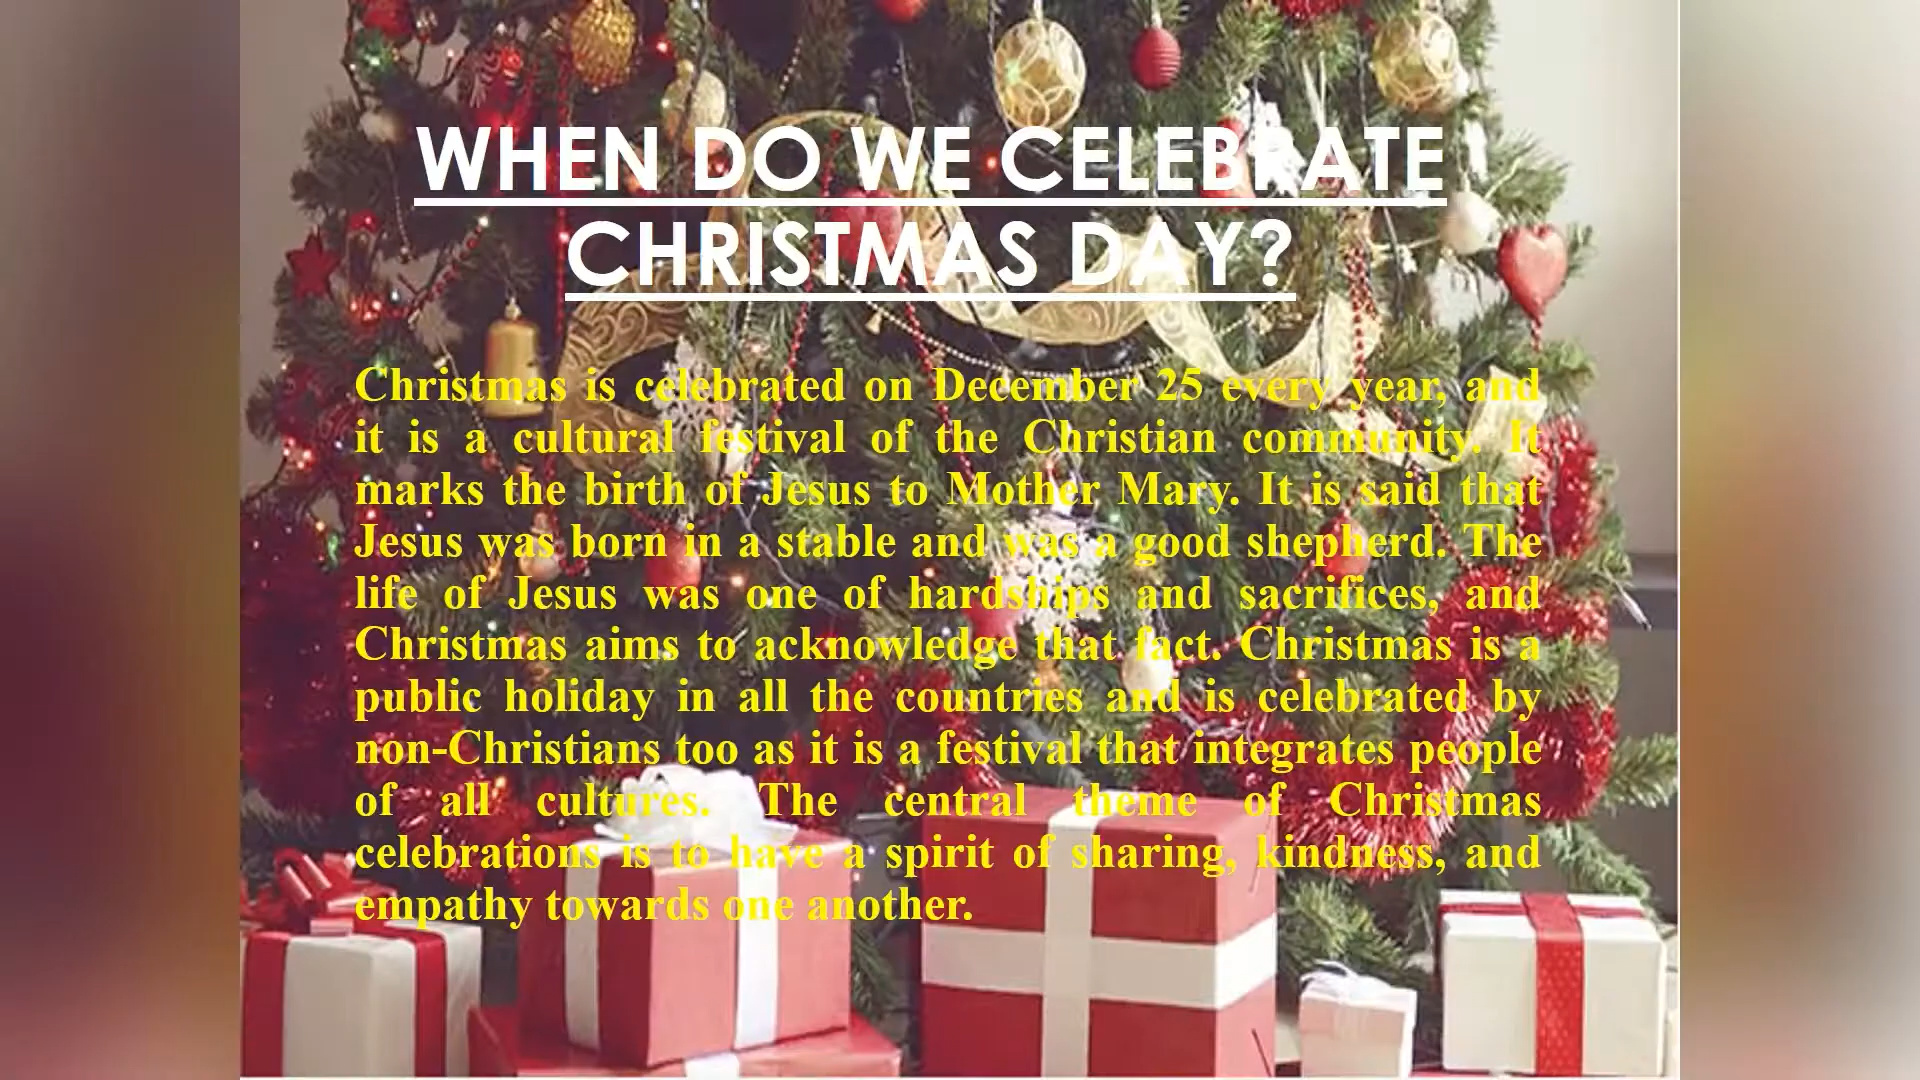 WHEN DO WE CELEBRATE
CHRISTMAS DAY?
Christmas is celebrated on December 25 every year, and
it is a cultural festival of the Christian community. It
marks the birth of Jesus to Mother Mary. It is said that
Jesus was born in a stable and was a good shepherd. The
life of Jesus was one of hardships and sacrifices, and
Christmas aims to acknowledge that fact. Christmas is a
public holiday in all the countries and is celebrated by
non-Christians too as it is a festival that integrates people
of all cultures. The central theme of Christmas
celebrations is to have a spirit of sharing, kindness, and
empathy towards one another.